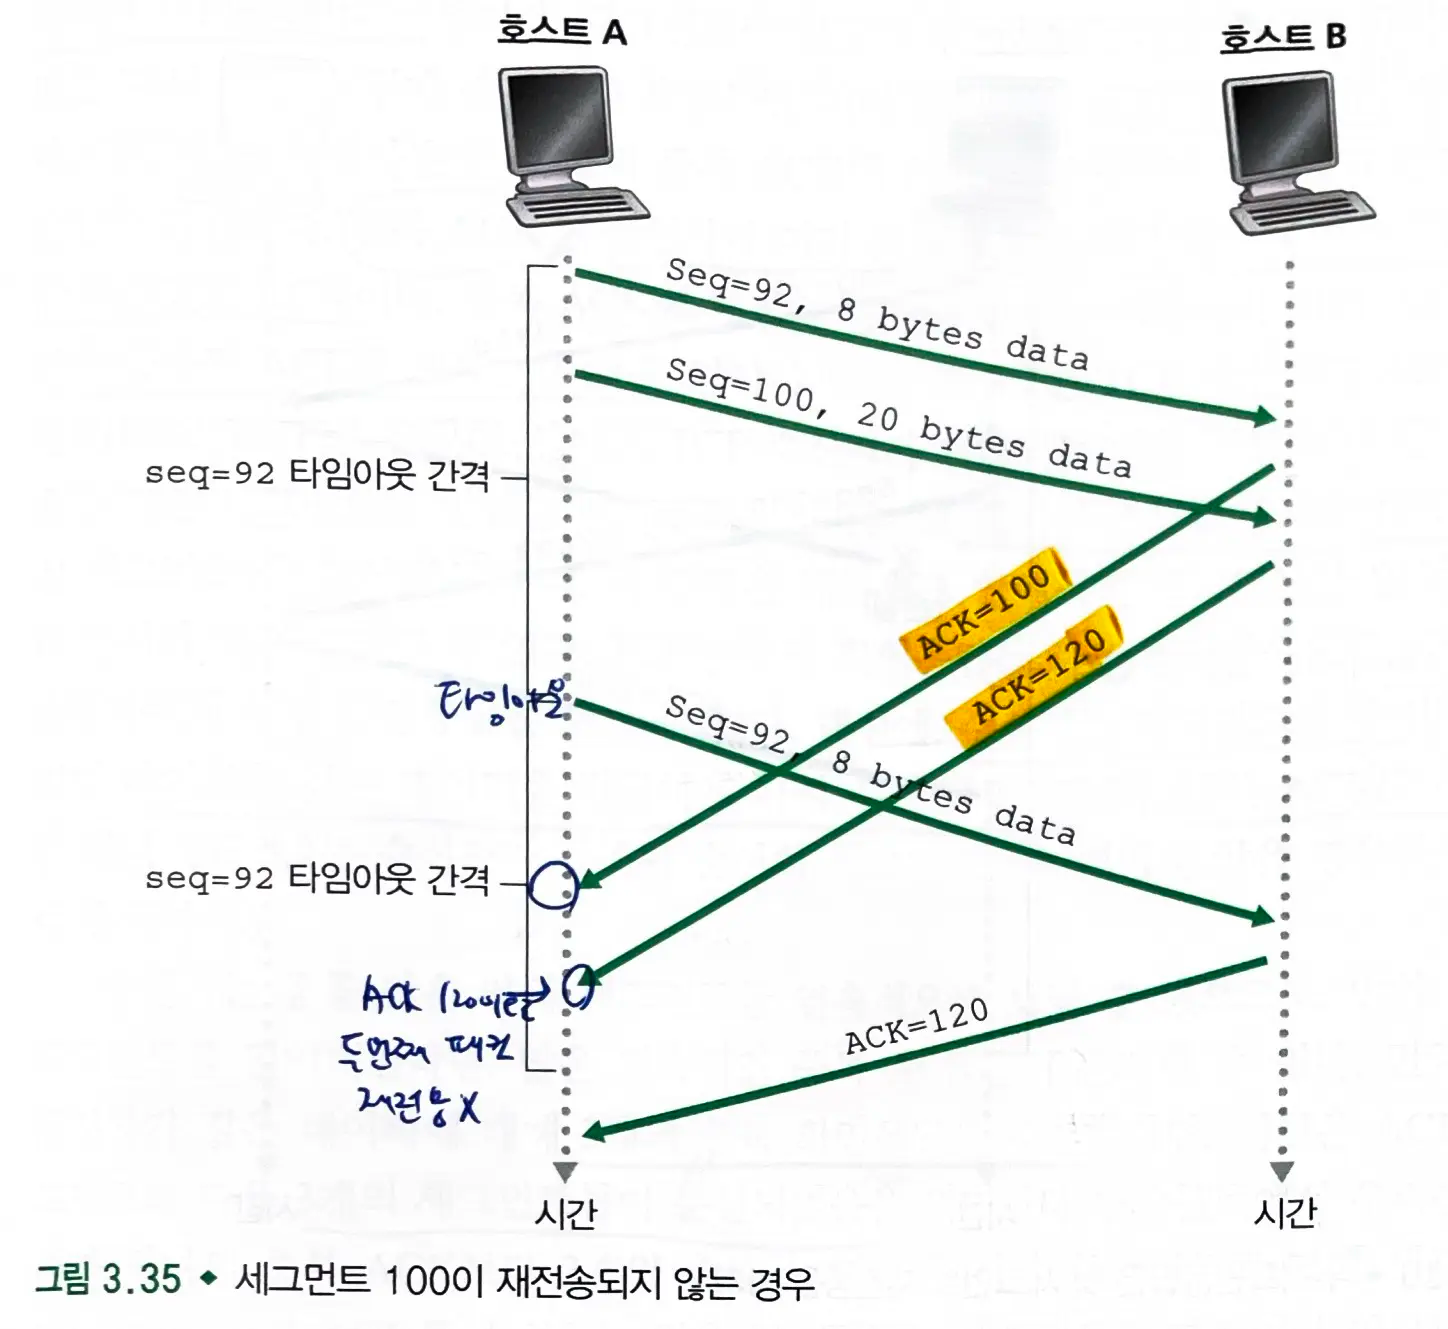 호스트 A
호스트 B
Seq=92, 8 bytes data
Seq=100, 20 bytes data
seq=92 타임아웃 간격
ACK=100
ACK=120
타임아웃
Seq=92, 8 bytes data
seq=92 타임아웃 간격
ACK 120이란
두번째 패킷
재전송X
ACK=120
시간
시간
그림 3.35 ◆ 세그먼트 100이 재전송되지 않는 경우